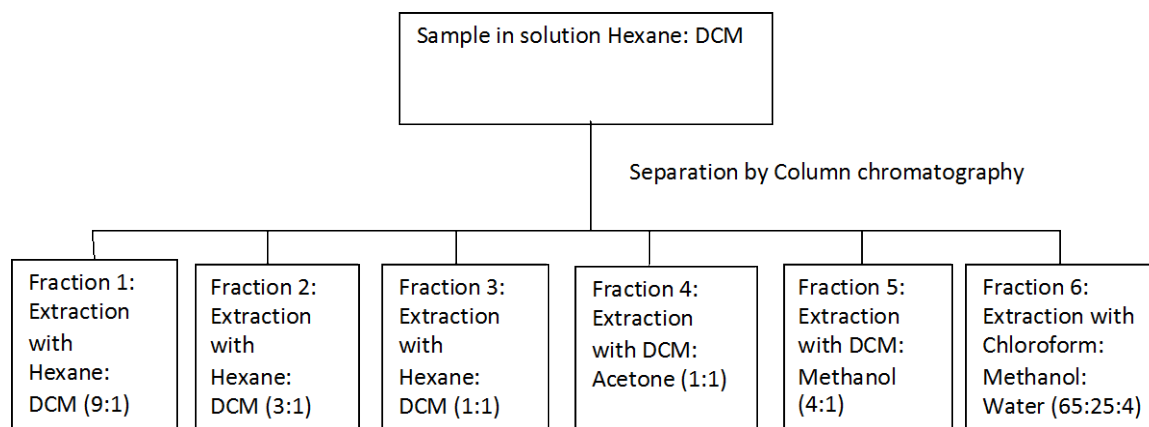 Sample in solution Hexane: DCM
Separation by Column chromatography
Fraction 1:
Extraction
with
Hexane:
DCM (9:1)
Fraction 2:
Extraction
with
Hexane:
DCM (3:1)
Fraction 3:
Extraction
with
Hexane:
DCM (1:1)
Fraction 4:
Extraction
with DCM:
Acetone (1:1)
Fraction 5:
Extraction
with DCM:
Methanol
(4:1)
Fraction 6:
Extraction with
Chloroform:
Methanol:
Water (65:25:4)